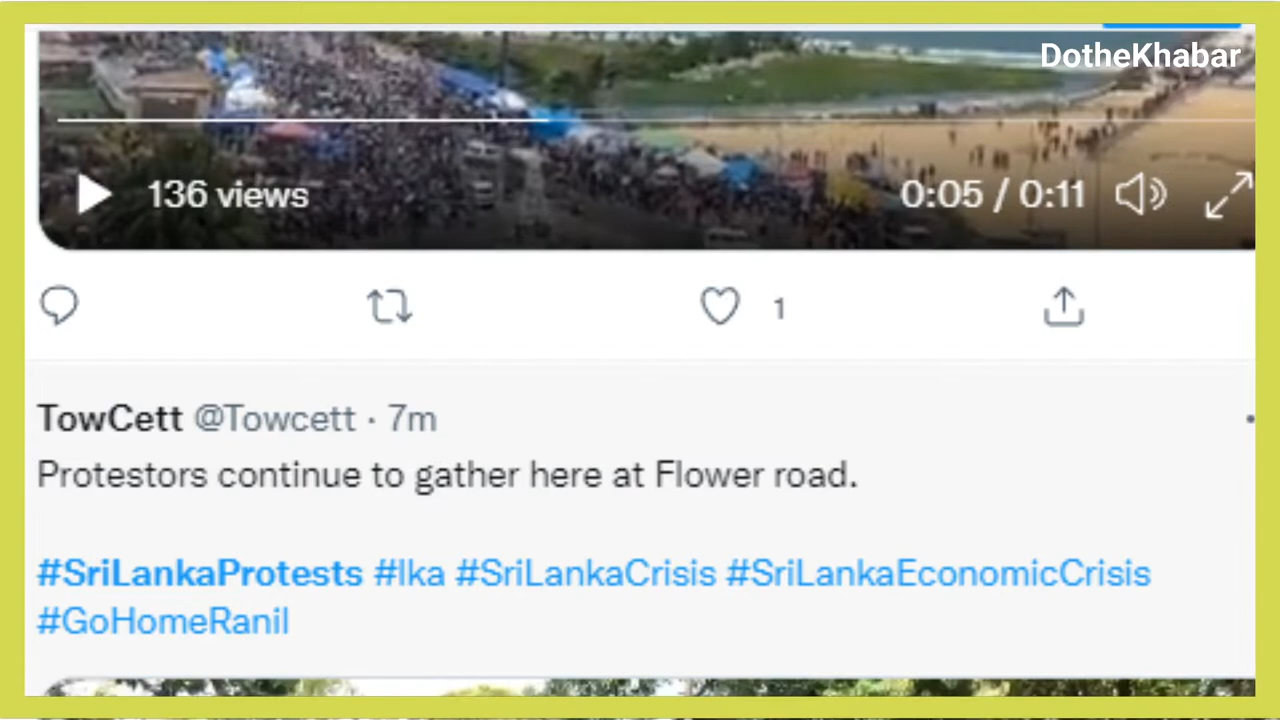 DotheKhabar
136 views
0:05 / 0:11
1
TowCett @Towcett · 7m
Protestors continue to gather here at Flower road.
#SriLankaProtests #lka #SriLankaCrisis #SriLankaEconomicCrisis
#GoHomeRanil